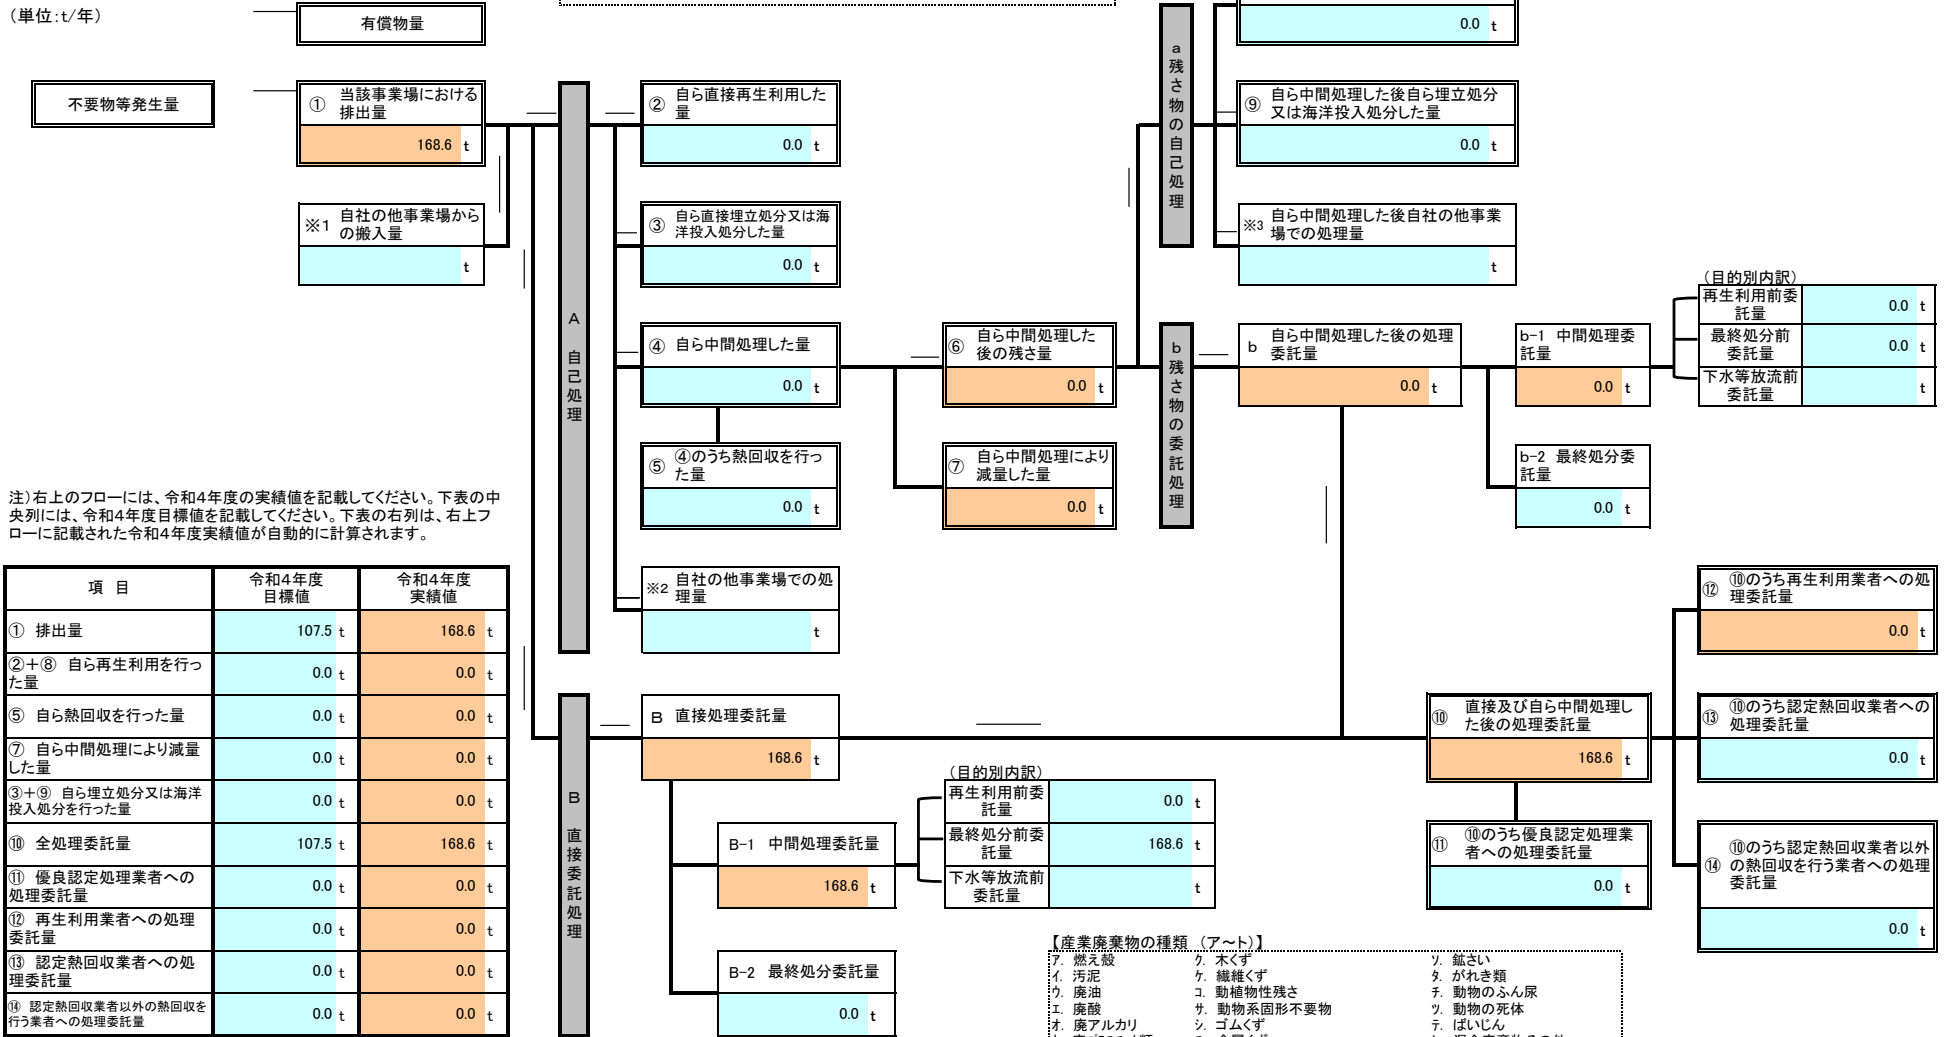 （単位:ｔ/年）
有償物量
0.0 ｔ
不要物等発生量
① 当該事業場における
排出量
168.6 ｔ
② 自ら直接再生利用した
量
0.0 ｔ
⑨ 自ら中間処理した後自ら埋立処分
又は海洋投入処分した量
0.0 ｔ
ａ残さ物の自己処理
※1 自社の他事業場から
の搬入量
ｔ
③ 自ら直接埋立処分又は海
洋投入処分した量
0.0 ｔ
※3 自ら中間処理した後自社の他事業
場での処理量
ｔ
Ａ 自己処理
④ 自ら中間処理した量
0.0 ｔ
⑥ 自ら中間処理した
後の残さ量
0.0 ｔ
ｂ残さ物の委託処理
ｂ 自ら中間処理した後の処理
委託量
0.0 ｔ
b-1 中間処理委
託量
0.0 ｔ
（目的別内訳）
再生利用前委
託量
0.0 ｔ
最終処分前
委託量
0.0 ｔ
下水等放流前
委託量
ｔ
⑤ ④のうち熱回収を行っ
た量
0.0 ｔ
⑦ 自ら中間処理により
減量した量
0.0 ｔ
b-2 最終処分委
託量
0.0 ｔ
注）右上のフローには、令和４年度の実績値を記載してください。下表の中
央列には、令和４年度目標値を記載してください。下表の右列は、右上フ
ローに記載された令和４年度実績値が自動的に計算されます。
※2 自社の他事業場での処
理量
ｔ
項 目 令和４年度
目標値 令和４年度
実績値
① 排出量 107.5 ｔ 168.6 ｔ
②＋⑧ 自ら再生利用を行っ
た量 0.0 ｔ 0.0 ｔ
⑤ 自ら熱回収を行った量 0.0 ｔ 0.0 ｔ
⑦ 自ら中間処理により減量
した量 0.0 ｔ 0.0 ｔ
③＋⑨ 自ら埋立処分又は海洋
投入処分を行った量 0.0 ｔ 0.0 ｔ
⑩ 全処理委託量 107.5 ｔ 168.6 ｔ
⑪ 優良認定処理業者への
処理委託量 0.0 ｔ 0.0 ｔ
⑫ 再生利用業者への処理
委託量 0.0 ｔ 0.0 ｔ
⑬ 認定熱回収業者への処
理委託量 0.0 ｔ 0.0 ｔ
⑭ 認定熱回収業者以外の熱回収を
行う業者への処理委託量 0.0 ｔ 0.0 ｔ
Ｂ 直接委託処理
Ｂ 直接処理委託量
168.6 ｔ
B-1 中間処理委託量
168.6 ｔ
（目的別内訳）
再生利用前委
託量
0.0 ｔ
最終処分前委
託量
168.6 ｔ
下水等放流前
委託量
ｔ
B-2 最終処分委託量
0.0 ｔ
⑩ 直接及び自ら中間処理し
た後の処理委託量
168.6 ｔ
⑪ ⑩のうち優良認定処理業
者への処理委託量
0.0 ｔ
⑫ ⑩のうち再生利用業者への処
理委託量
0.0 ｔ
⑬ ⑩のうち認定熱回収業者への
処理委託量
0.0 ｔ
⑭ ⑩のうち認定熱回収業者以外
の熱回収を行う業者への処理
委託量
0.0 ｔ
【産業廃棄物の種類 （ア～ト）】
ア. 燃え殻 ク. 木くず ソ. 鉱さい
イ. 汚泥 ケ. 繊維くず タ. がれき類
ウ. 廃油 コ. 動植物性残さ チ. 動物のふん尿
エ. 廃酸 サ. 動物系固形不要物 ツ. 動物の死体
オ. 廃アルカリ シ. ゴムくず テ. ばいじん